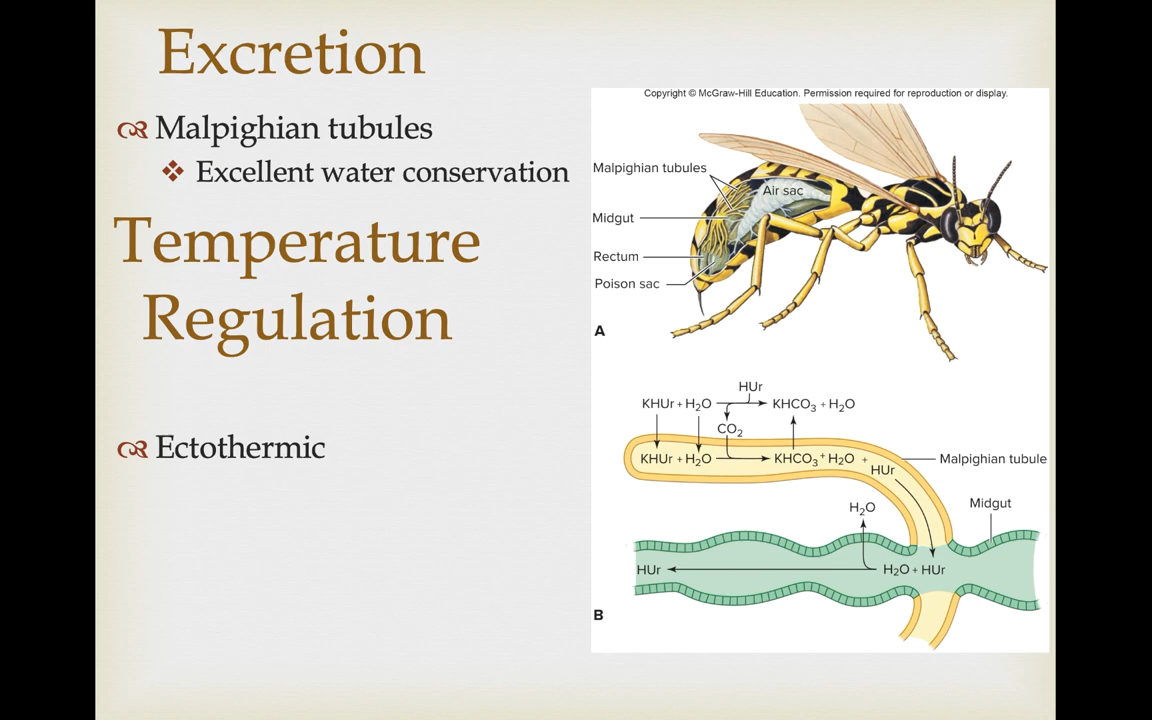 Excretion
Malpighian tubules
Excellent water conservation
Temperature
Regulation
Ectothermic
Copyright © McGraw-Hill Education. Permission required for reproduction or display.
Malpighian tubules
Air sac
Midgut
Rectum
Poison sac
A
HUr
KHUr + H₂O KHCO₃ + H₂O
CO₂
KHUr + H₂O KHCO₃ + H₂O +
HUr
Malpighian tubule
H₂O
Midgut
HUr H₂O + HUr
B